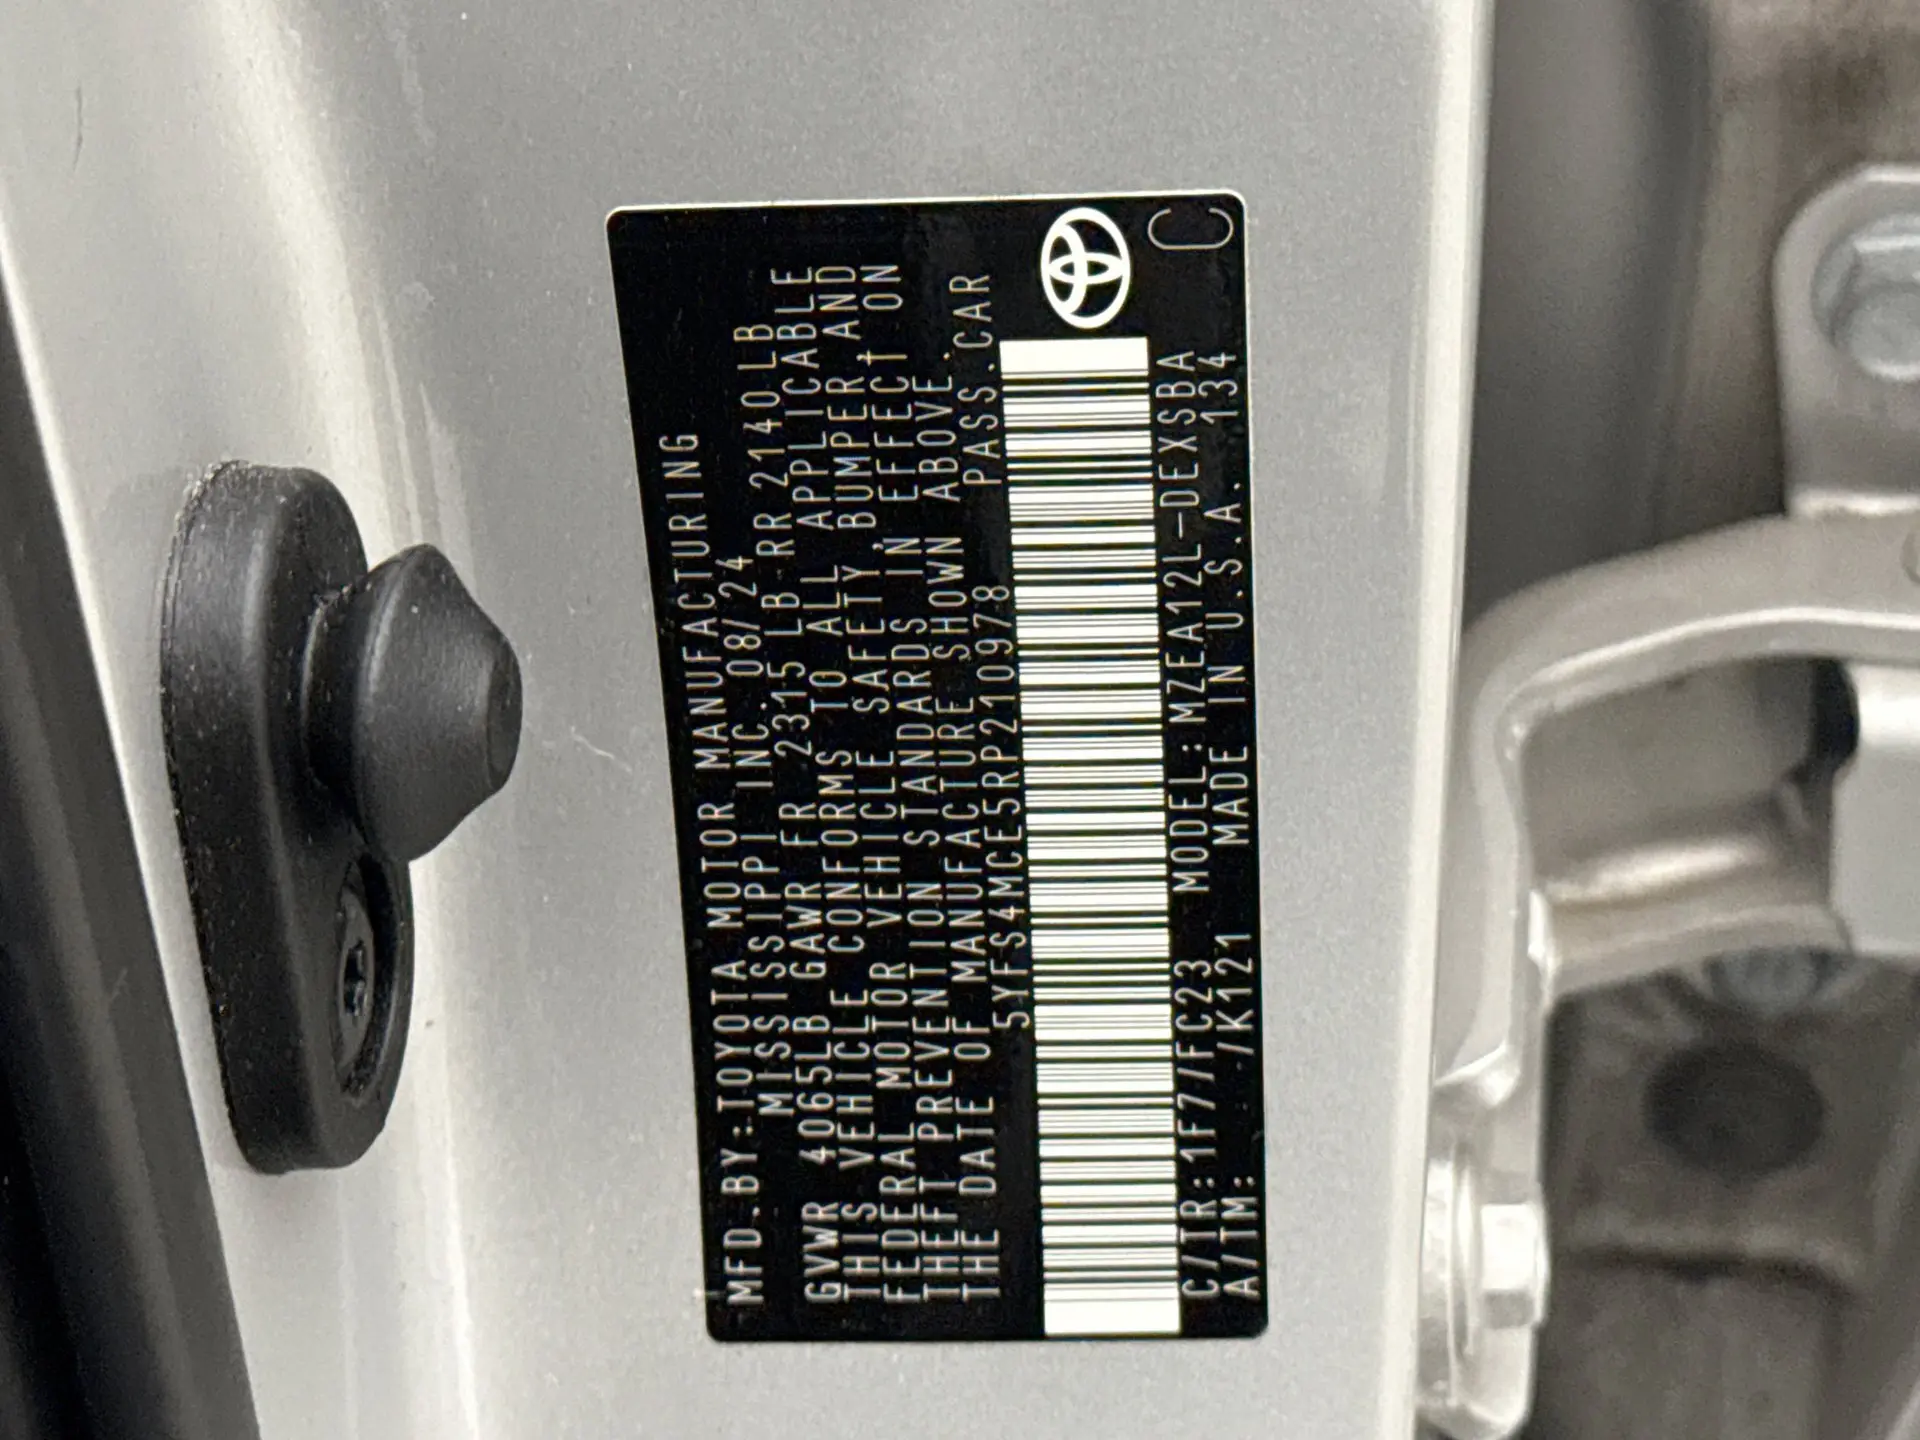 MFD.BY:TOYOTA MOTOR MANUFACTURING
MISSISSIPPI INC. 08/24
GVWR 4065LB GAWR FR 2315 LB RR 2140LB
THIS VEHICLE CONFORMS TO ALL APPLICABLE
FEDERAL MOTOR VEHICLE SAFETY, BUMPER, AND
THEFT PREVENTION STANDARDS IN EFFECT ON
THE DATE OF MANUFACTURE SHOWN ABOVE.
5YFS4MCE5RP210978 PASS.CAR
C/TR:1F7/FC23 MODEL:MZEA12L-DEXSBA
A/TM: -/K121 MADE IN U.S.A. 134
C